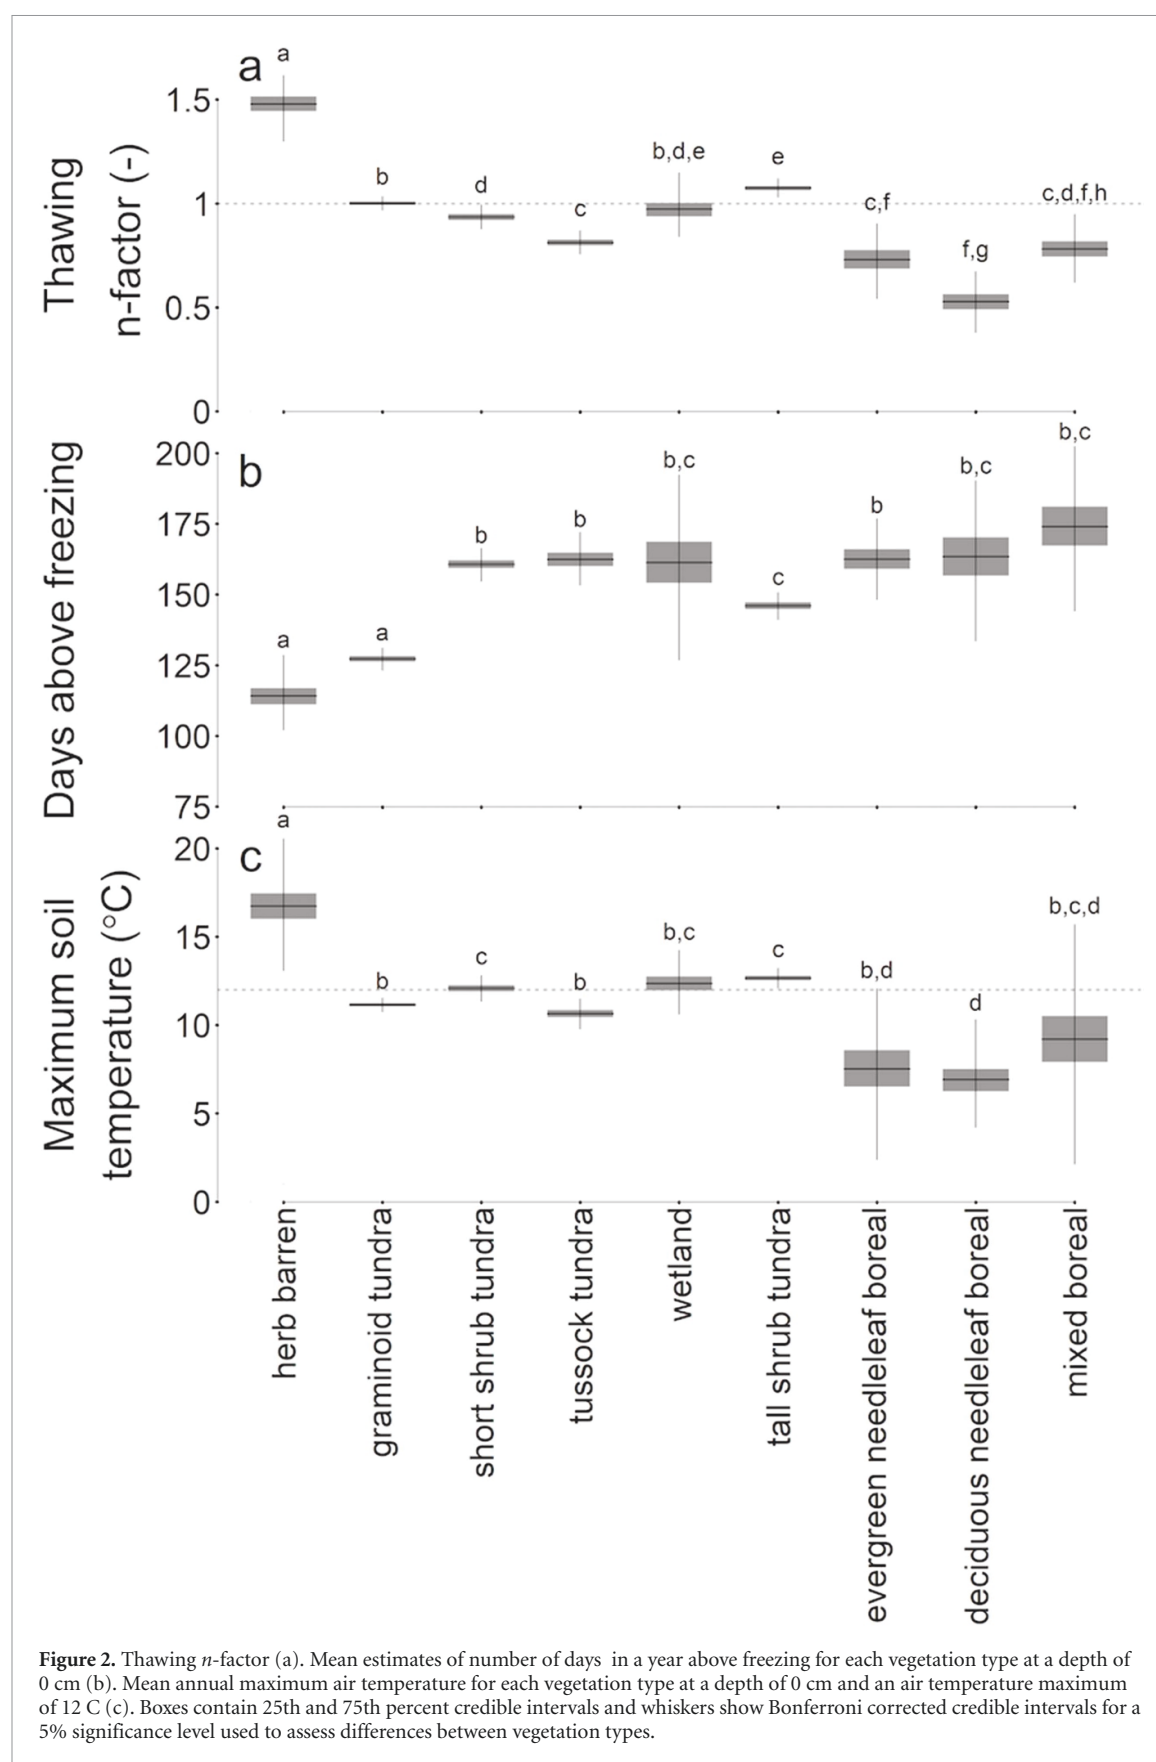 a
a
1.5
b,d,e
e
b
d
c,d,f,h
c
c,f
1
f,g
0.5
0
Thawing
n-factor (-)
b,c
200
b
b,c
b,c
b
b
b
175
c
150
a
a
125
100
75
Days above freezing
a
20
c
b,c,d
15
b,c
c
c
b,d
b
b
d
10
5
0
Maximum soil
temperature (°C)
herb barren
graminoid tundra
short shrub tundra
tussock tundra
wetland
tall shrub tundra
evergreen needleleaf boreal
deciduous needleleaf boreal
mixed boreal
Figure 2. Thawing n-factor (a). Mean estimates of number of days in a year above freezing for each vegetation type at a depth of
0 cm (b). Mean annual maximum air temperature for each vegetation type at a depth of 0 cm and an air temperature maximum
of 12 C (c). Boxes contain 25th and 75th percent credible intervals and whiskers show Bonferroni corrected credible intervals for a
5% significance level used to assess differences between vegetation types.